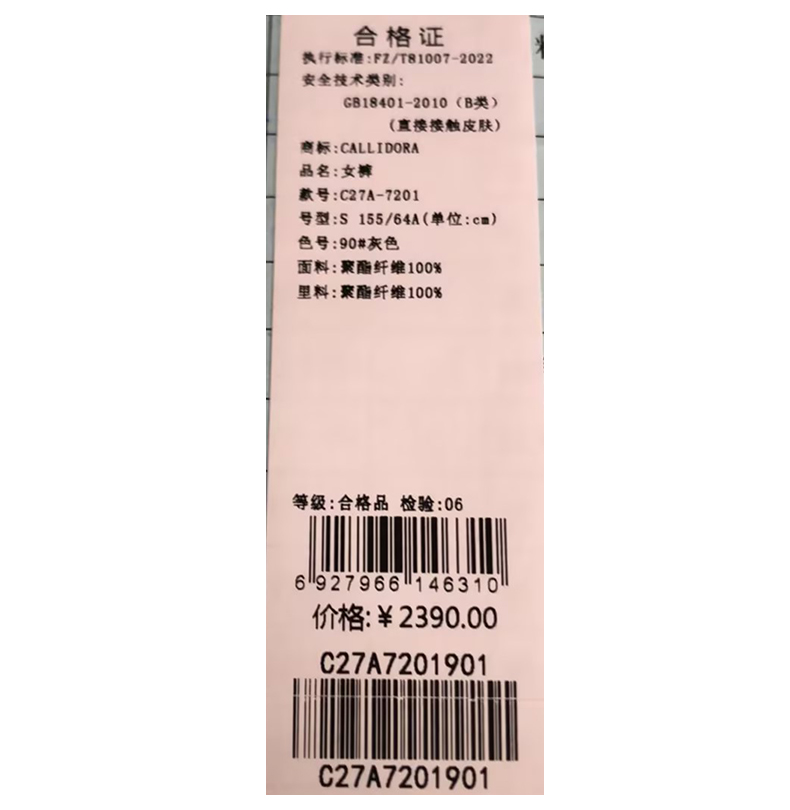 合格证
执行标准:FZ/T81007-2022
安全技术类别:
GB18401-2010（B类）
(直接接触皮肤)
商标:CALLIDORA
品名:女裤
款号:C27A-7201
号型:S 155/64A(单位:cm)
色号:90#灰色
面料:聚酯纤维100%
里料:聚酯纤维100%
等级:合格品 检验:06
6 927966 146310
价格:¥2390.00
C27A7201901
C27A7201901